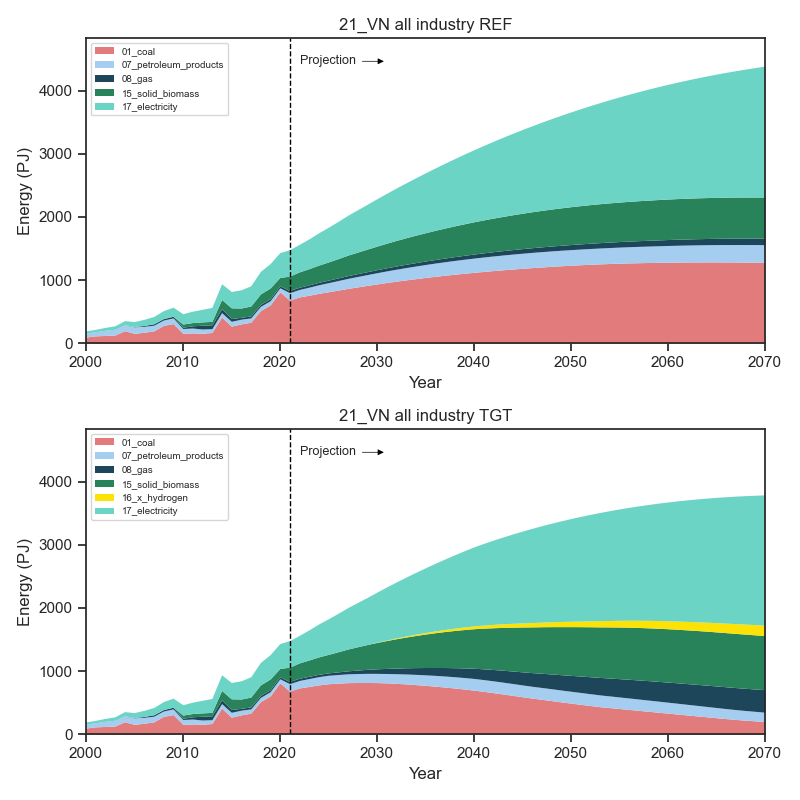 21_VN all industry REF
01_coal
07_petroleum_products
08_gas
15_solid_biomass
17_electricity
Projection
Energy (PJ)
4000
3000
2000
1000
0
2000 2010 2020 2030 2040 2050 2060 2070
Year
21_VN all industry TGT
01_coal
07_petroleum_products
08_gas
15_solid_biomass
16_x_hydrogen
17_electricity
Projection
Energy (PJ)
4000
3000
2000
1000
0
2000 2010 2020 2030 2040 2050 2060 2070
Year